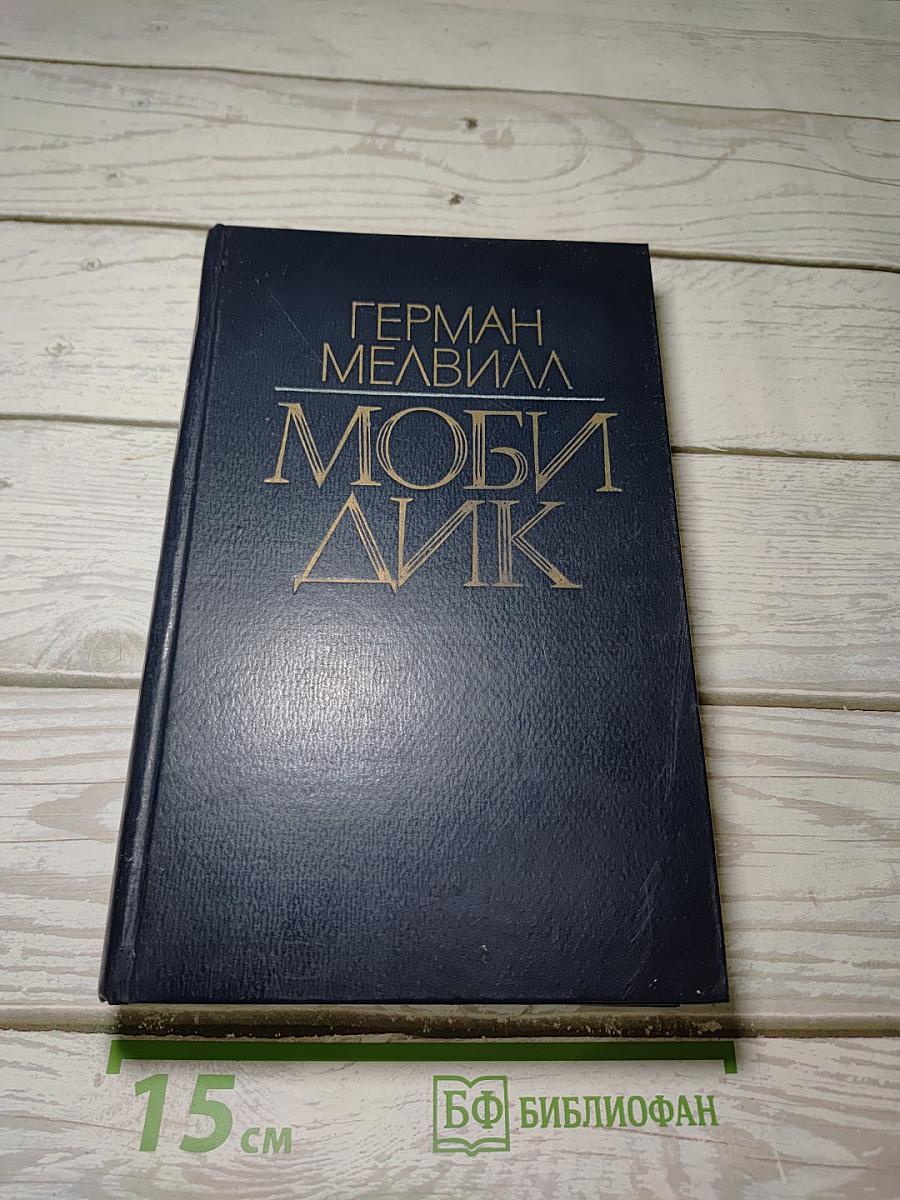 ГЕРМАН
МЕЛВИЛЛ
МОБИ
ДИК
15 см
БФ БИБЛИОФАН